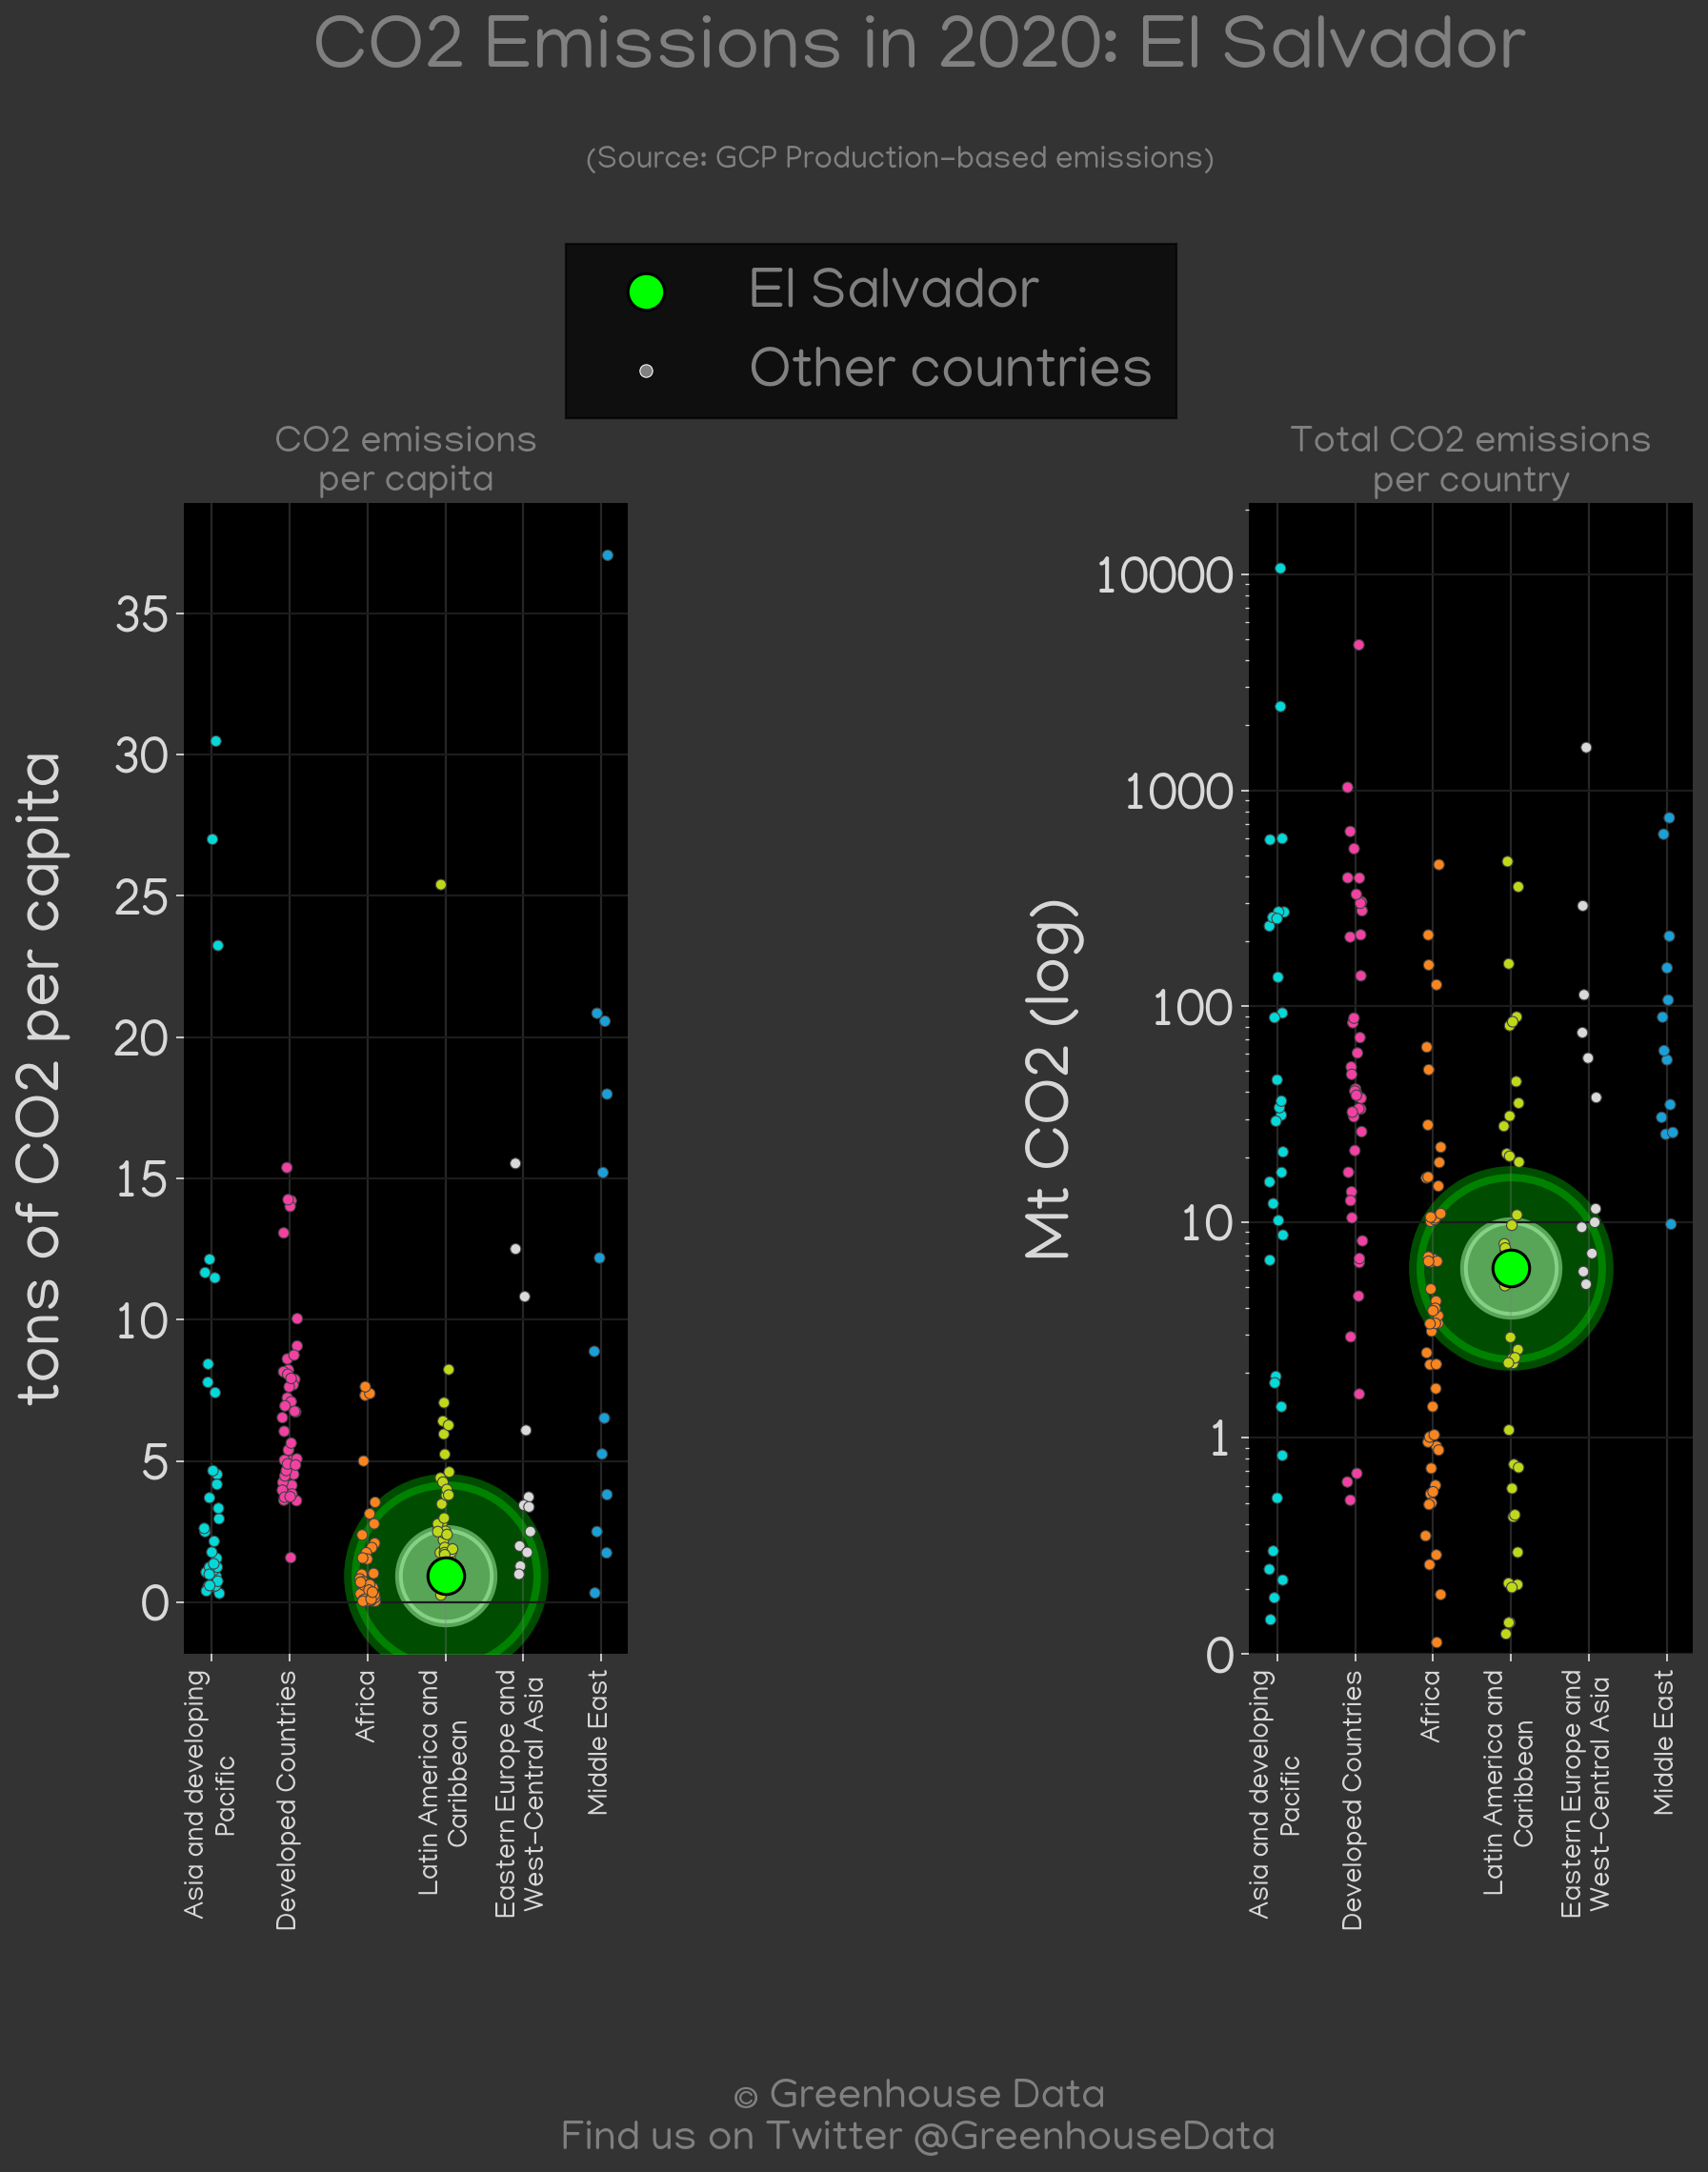 CO2 Emissions in 2020: El Salvador
(Source: GCP Production-based emissions)
El Salvador
Other countries
CO2 emissions
per capita
tons of CO2 per capita
35
30
25
20
15
10
5
0
Asia and developing
Pacific
Developed Countries
Africa
Latin America and
Caribbean
Eastern Europe and
West-Central Asia
Middle East
Total CO2 emissions
per country
Mt CO2 (log)
10000
1000
100
10
1
0
Asia and developing
Pacific
Developed Countries
Africa
Latin America and
Caribbean
Eastern Europe and
West-Central Asia
Middle East
© Greenhouse Data
Find us on Twitter @GreenhouseData